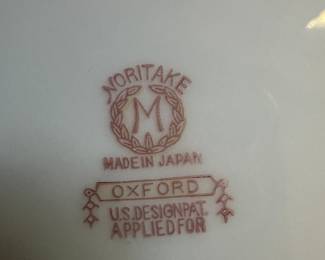 NORITAKE
M
MADE IN JAPAN
OXFORD
U.S. DESIGN PAT.
APPLIED FOR